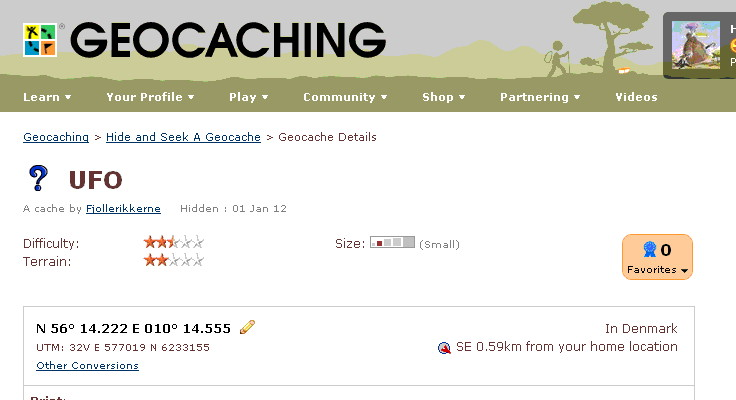 GEOCACHING
Learn Your Profile Play Community Shop Partnering Videos
Geocaching > Hide and Seek A Geocache > Geocache Details
? UFO
A cache by Fjollerikkerne Hidden : 01 Jan 12
Difficulty: Size: (Small)
Terrain:
0
Favorites
N 56° 14.222 E 010° 14.555 In Denmark
UTM: 32V E 577019 N 6233155 SE 0.59km from your home location
Other Conversions